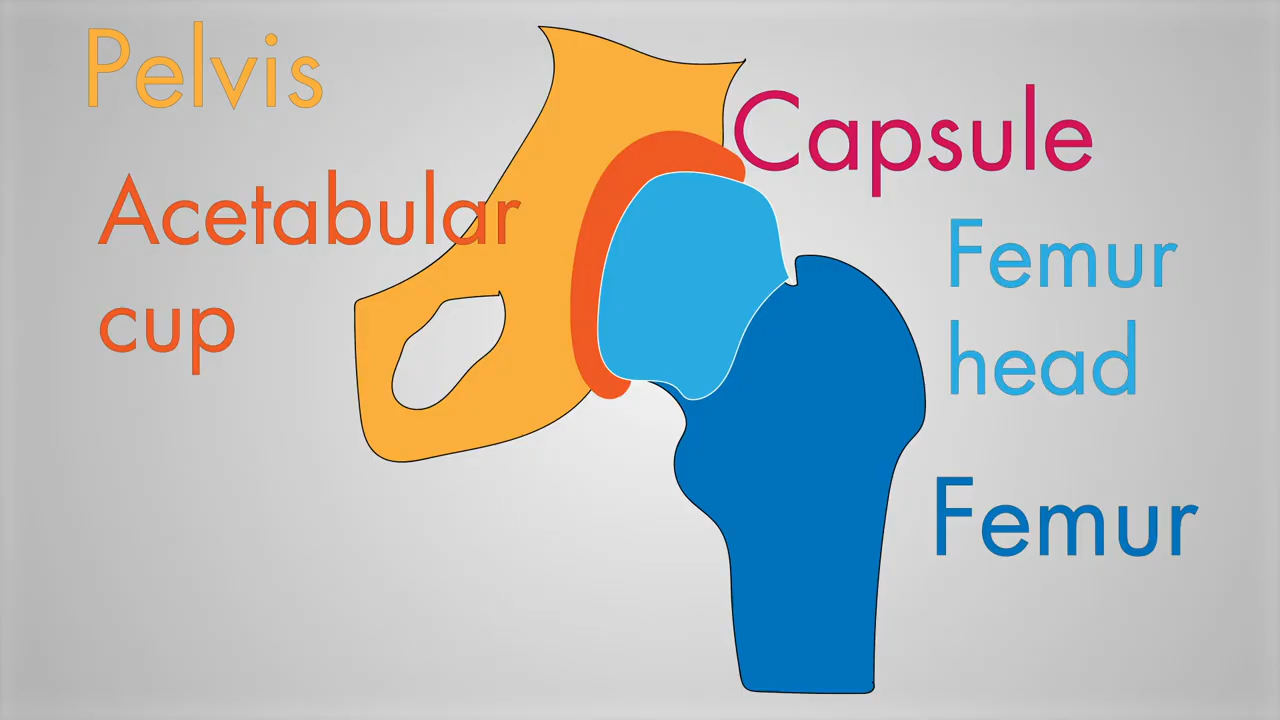 Pelvis
Acetabular
cup
Capsule
Femur
head
Femur